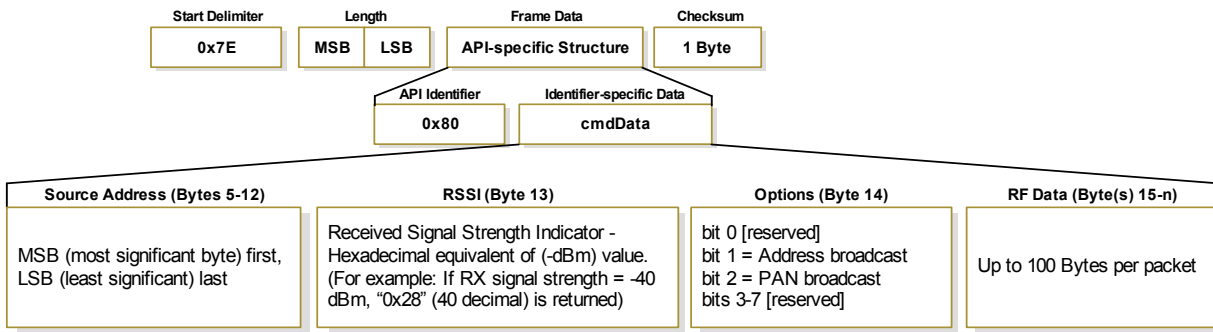 Start Delimiter
Length
Frame Data
Checksum
0x7E
MSB
LSB
API-specific Structure
1 Byte
API Identifier
Identifier-specific Data
0x80
cmdData
Source Address (Bytes 5-12)
MSB (most significant byte) first,
LSB (least significant) last
RSSI (Byte 13)
Received Signal Strength Indicator -
Hexadecimal equivalent of (-dBm) value.
(For example: If RX signal strength = -40
dBm, “0x28” (40 decimal) is returned)
Options (Byte 14)
bit 0 [reserved]
bit 1 = Address broadcast
bit 2 = PAN broadcast
bits 3-7 [reserved]
RF Data (Byte(s) 15-n)
Up to 100 Bytes per packet